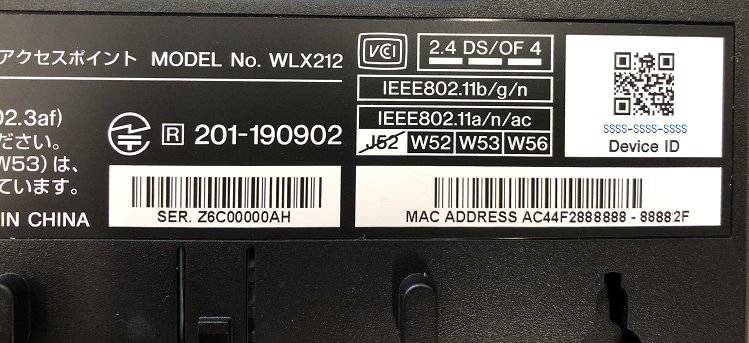 アクセスポイント MODEL No. WLX212
02.3af)
ださい。
W53) は、
ています。
IN CHINA
R 201-190902
VCI
2.4 DS/OF 4
IEEE802.11b/g/n
IEEE802.11a/n/ac
J52 W52 W53 W56
SSSS-SSSS-SSSS
Device ID
SER. Z6C00000AH
MAC ADDRESS AC44F2888888 - 88882F